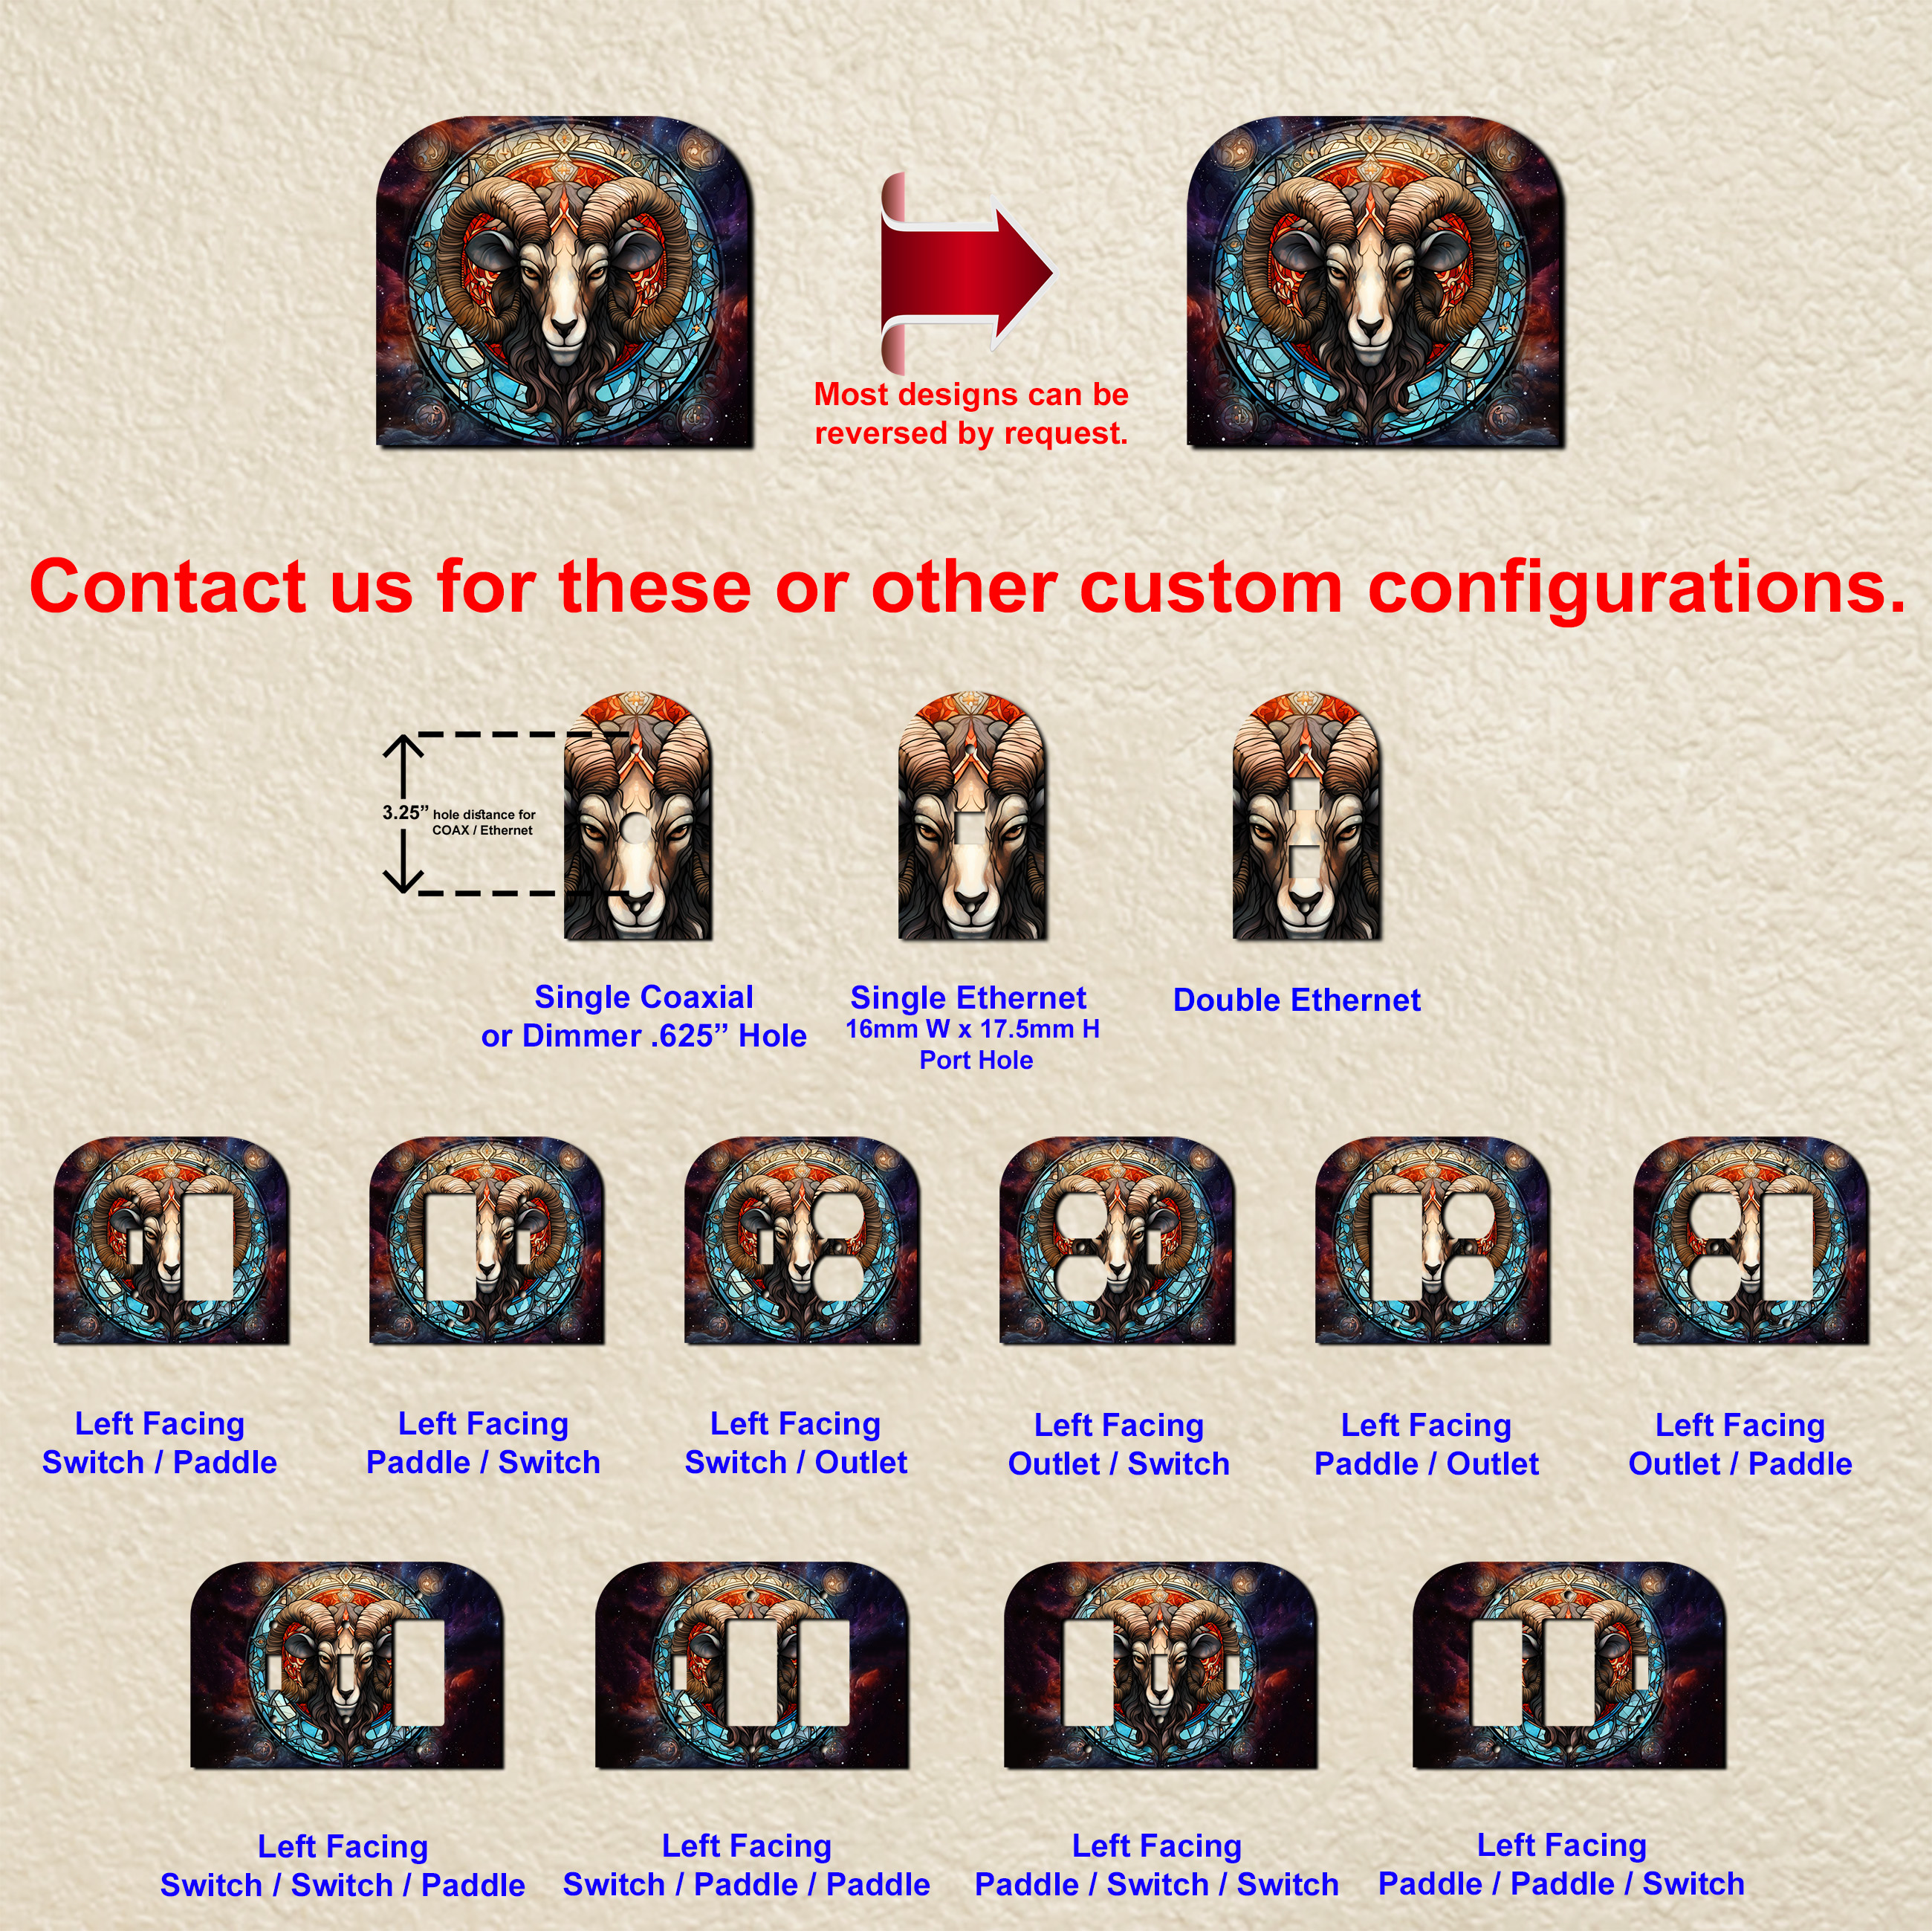 Most designs can be
reversed by request.
Contact us for these or other custom configurations.
3.25” hole distance for
COAX / Ethernet
Single Coaxial
or Dimmer .625” Hole
Single Ethernet
16mm W x 17.5mm H
Port Hole
Double Ethernet
Left Facing
Switch / Paddle
Left Facing
Paddle / Switch
Left Facing
Switch / Outlet
Left Facing
Outlet / Switch
Left Facing
Paddle / Outlet
Left Facing
Outlet / Paddle
Left Facing
Switch / Switch / Paddle
Left Facing
Switch / Paddle / Paddle
Left Facing
Paddle / Switch / Switch
Left Facing
Paddle / Paddle / Switch